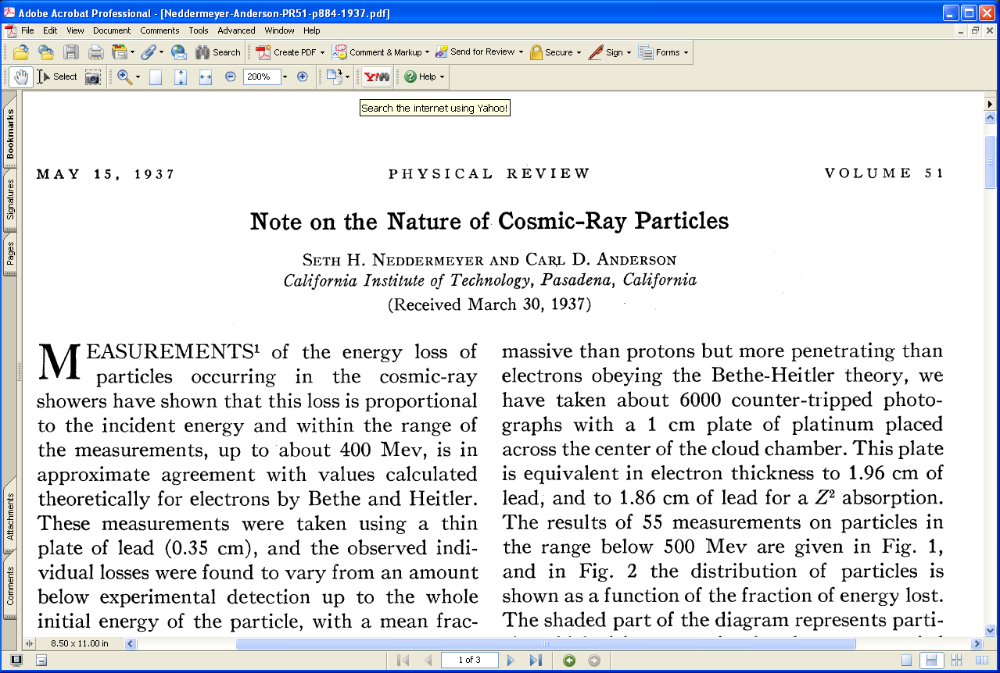 Adobe Acrobat Professional - [Neddermeyer-Anderson-PR51-p884-1937.pdf]
File Edit View Document Comments Tools Advanced Window Help
Search Create PDF Comment & Markup Send for Review Secure Sign Forms
Select 200% Y! Help
Search the internet using Yahoo!
Bookmarks
Signatures
Pages
Attachments
Comments
MAY 15, 1937 PHYSICAL REVIEW VOLUME 51
Note on the Nature of Cosmic-Ray Particles
SETH H. NEDDERMEYER AND CARL D. ANDERSON
California Institute of Technology, Pasadena, California
(Received March 30, 1937)
MEASUREMENTS¹ of the energy loss of
particles occurring in the cosmic-ray
showers have shown that this loss is proportional
to the incident energy and within the range of
the measurements, up to about 400 Mev, is in
approximate agreement with values calculated
theoretically for electrons by Bethe and Heitler.
These measurements were taken using a thin
plate of lead (0.35 cm), and the observed indi-
vidual losses were found to vary from an amount
below experimental detection up to the whole
initial energy of the particle, with a mean frac-
massive than protons but more penetrating than
electrons obeying the Bethe-Heitler theory, we
have taken about 6000 counter-tripped photo-
graphs with a 1 cm plate of platinum placed
across the center of the cloud chamber. This plate
is equivalent in electron thickness to 1.96 cm of
lead, and to 1.86 cm of lead for a Z² absorption.
The results of 55 measurements on particles in
the range below 500 Mev are given in Fig. 1,
and in Fig. 2 the distribution of particles is
shown as a function of the fraction of energy lost.
The shaded part of the diagram represents parti-
8.50 x 11.00 in
1 of 3